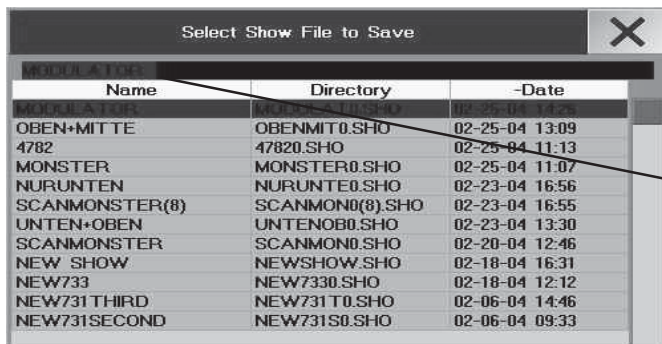 Select Show File to Save
MODULATOR
Name Directory -Date
MODULATOR MODULAT0.SHO 02-25-04 14:26
OBEN+MITTE OBENMIT0.SHO 02-25-04 13:09
4782 47820.SHO 02-25-04 11:13
MONSTER MONSTER0.SHO 02-25-04 11:07
NURUNTEN NURUNTE0.SHO 02-23-04 16:56
SCANMONSTER(8) SCANMON0(8).SHO 02-23-04 16:55
UNTEN+OBEN UNTENOB0.SHO 02-23-04 13:30
SCANMONSTER SCANMON0.SHO 02-20-04 12:46
NEW SHOW NEWSHOW.SHO 02-18-04 16:31
NEW733 NEW7330.SHO 02-18-04 12:12
NEW731THIRD NEW731T0.SHO 02-06-04 14:46
NEW731SECOND NEW731S0.SHO 02-06-04 09:33